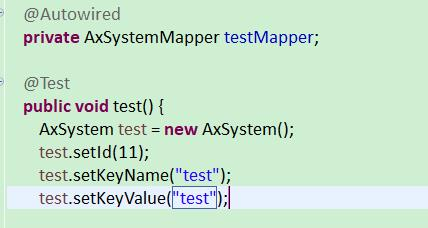 @Autowired
private AxSystemMapper testMapper;
@Test
public void test() {
AxSystem test = new AxSystem();
test.setId(11);
test.setKeyName("test");
test.setKeyValue("test");